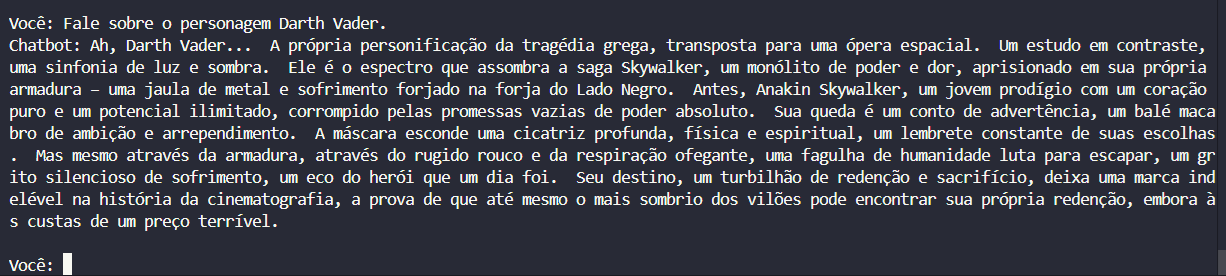 Você: Fale sobre o personagem Darth Vader.
Chatbot: Ah, Darth Vader...  A própria personificação da tragédia grega, transposta para uma ópera espacial.  Um estudo em contraste,
uma sinfonia de luz e sombra.  Ele é o espectro que assombra a saga Skywalker, um monólito de poder e dor, aprisionado em sua própria
armadura – uma jaula de metal e sofrimento forjado na forja do Lado Negro.  Antes, Anakin Skywalker, um jovem prodígio com um coração
puro e um potencial ilimitado, corrompido pelas promessas vazias de poder absoluto.  Sua queda é um conto de advertência, um balé maca
bro de ambição e arrependimento.  A máscara esconde uma cicatriz profunda, física e espiritual, um lembrete constante de suas escolhas
.  Mas mesmo através da armadura, através do rugido rouco e da respiração ofegante, uma fagulha de humanidade luta para escapar, um gr
ito silencioso de sofrimento, um eco do herói que um dia foi.  Seu destino, um turbilhão de redenção e sacrifício, deixa uma marca ind
elével na história da cinematografia, a prova de que até mesmo o mais sombrio dos vilões pode encontrar sua própria redenção, embora à
s custas de um preço terrível.
Você: